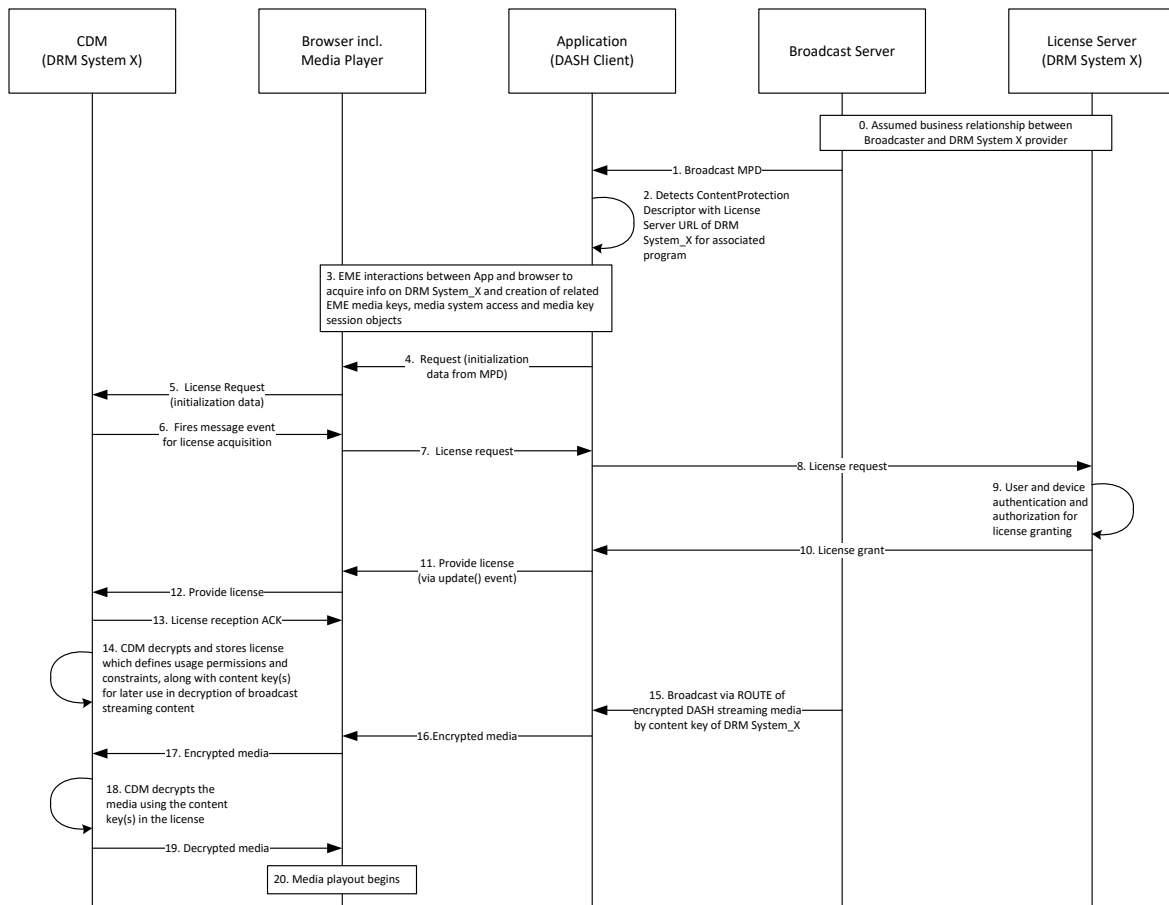 CDM
(DRM System X)
Browser incl.
Media Player
Application
(DASH Client)
Broadcast Server
License Server
(DRM System X)
0. Assumed business relationship between
Broadcaster and DRM System X provider
1. Broadcast MPD
2. Detects ContentProtection
Descriptor with License
Server URL of DRM
System_X for associated
program
3. EME interactions between App and browser to
acquire info on DRM System_X and creation of related
EME media keys, media system access and media key
session objects
4. Request (initialization
data from MPD)
5. License Request
(initialization data)
6. Fires message event
for license acquisition
7. License request
8. License request
9. User and device
authentication and
authorization for
license granting
10. License grant
11. Provide license
(via update() event)
12. Provide license
13. License reception ACK
14. CDM decrypts and stores license
which defines usage permissions and
constraints, along with content key(s)
for later use in decryption of broadcast
streaming content
15. Broadcast via ROUTE of
encrypted DASH streaming media
by content key of DRM System_X
16.Encrypted media
17. Encrypted media
18. CDM decrypts the
media using the content
key(s) in the license
19. Decrypted media
20. Media playout begins